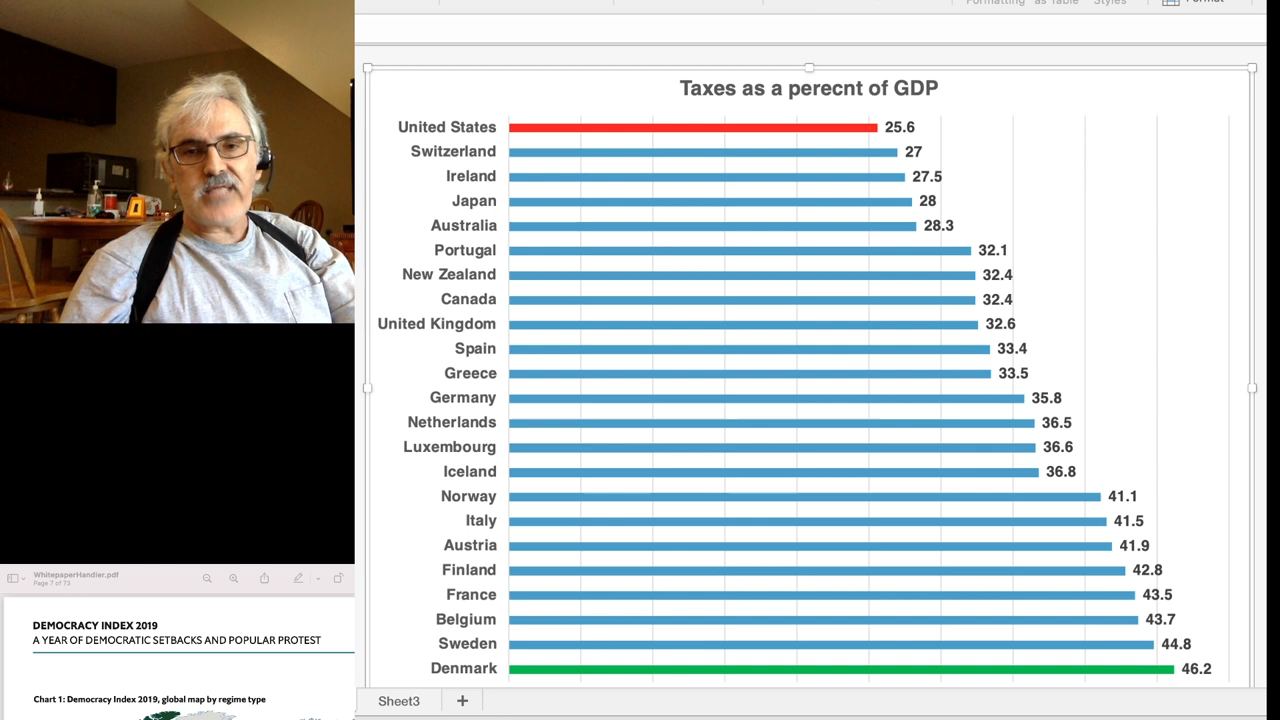 Formatting as Table Styles
Format
Taxes as a perecnt of GDP
United States 25.6
Switzerland 27
Ireland 27.5
Japan 28
Australia 28.3
Portugal 32.1
New Zealand 32.4
Canada 32.4
United Kingdom 32.6
Spain 33.4
Greece 33.5
Germany 35.8
Netherlands 36.5
Luxembourg 36.6
Iceland 36.8
Norway 41.1
Italy 41.5
Austria 41.9
Finland 42.8
France 43.5
Belgium 43.7
Sweden 44.8
Denmark 46.2
Sheet3
WhitepaperHandler.pdf
Page 7 of 73
DEMOCRACY INDEX 2019
A YEAR OF DEMOCRATIC SETBACKS AND POPULAR PROTEST
Chart 1: Democracy Index 2019, global map by regime type